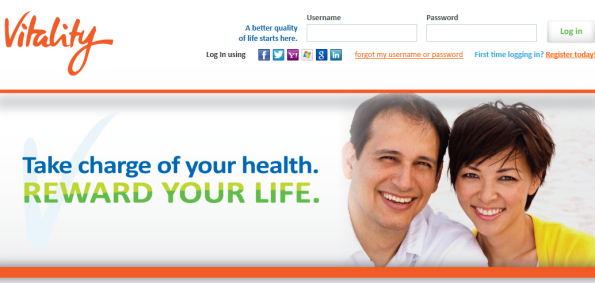 Vitality
A better quality
of life starts here.
Username
Password
Log in
Log In using
forgot my username or password
First time logging in? Register today!
Take charge of your health.
REWARD YOUR LIFE.